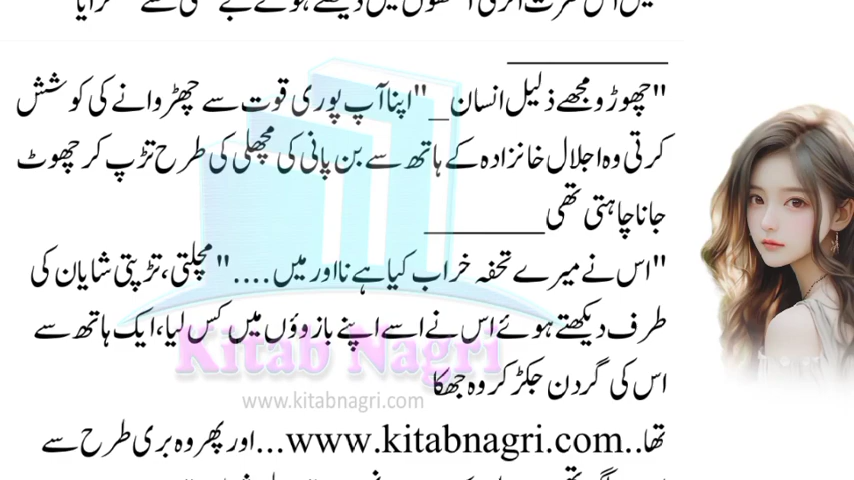 ____________
"چھوڑو مجھے ذلیل انسان_"اپنا آپ پوری قوت سے چھڑوانے کی کوشش
کرتی وہ اجلال خانزادہ کے ہاتھ سے بن پانی کی مچھلی کی طرح تڑپ کر چھوٹ
جانا چاہتی تھی_________
"اس نے میرے تحفہ خراب کیا ہے نا اور میں...."مچلتی، تڑپتی شایان کی
طرف دیکھتے ہوئے اس نے اسے اپنے بازوؤں میں کس لیا، ایک ہاتھ سے
Kitab Nagri
اس کی گردن جکڑ کر وہ جھکا
www.kitabnagri.com
تھا..www.kitabnagri.com...اور پھر وہ بری طرح سے